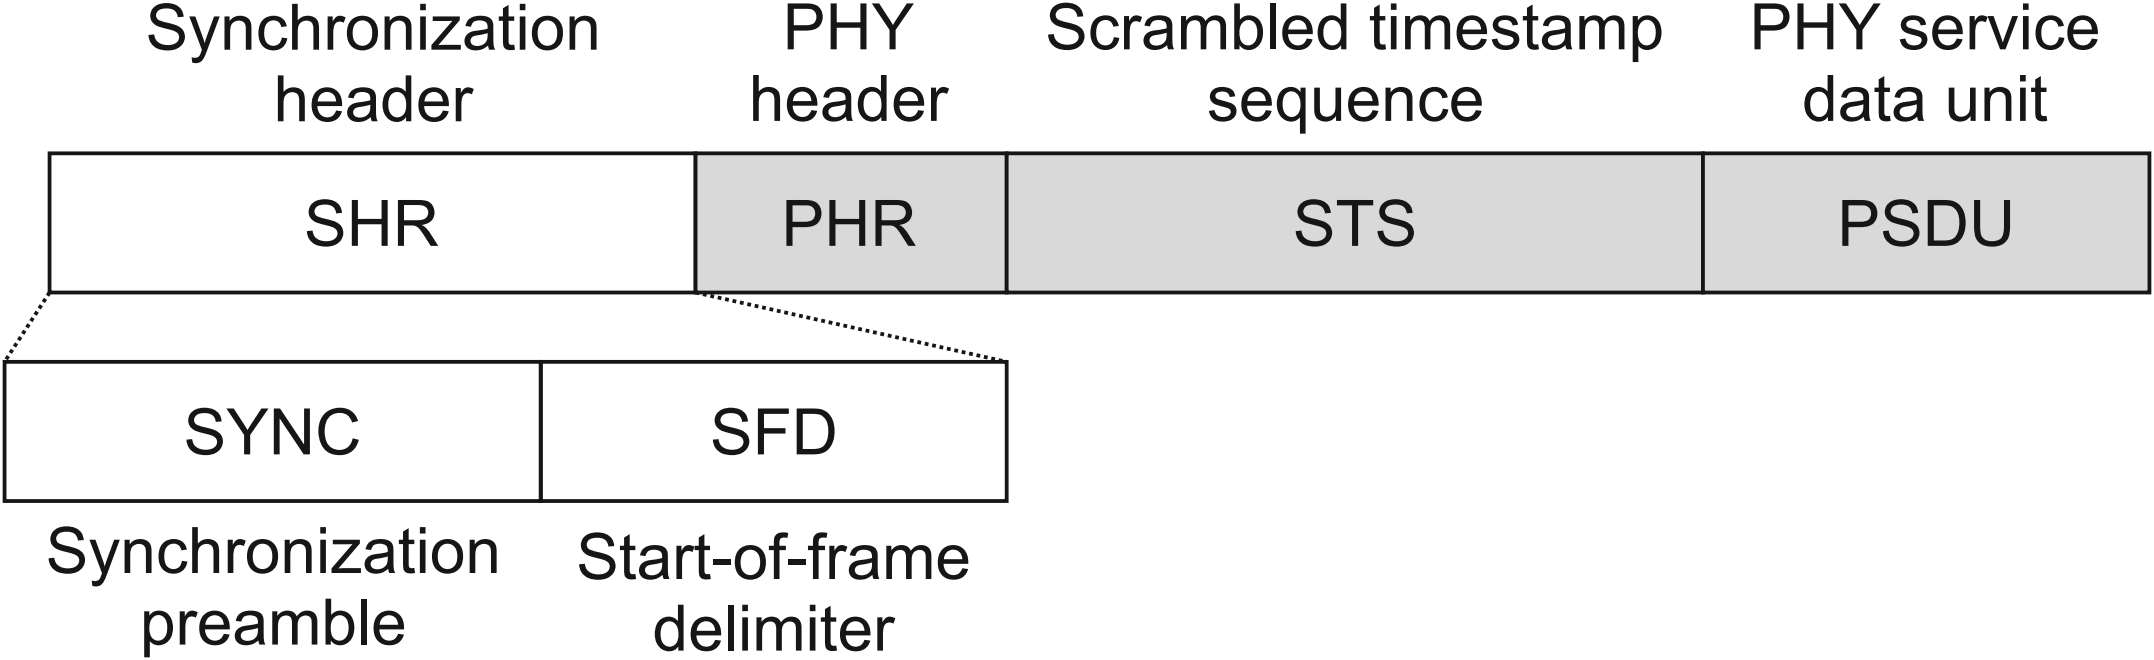 Synchronization
header
PHY
header
Scrambled timestamp
sequence
PHY service
data unit
SHR
PHR
STS
PSDU
SYNC
SFD
Synchronization
preamble
Start-of-frame
delimiter